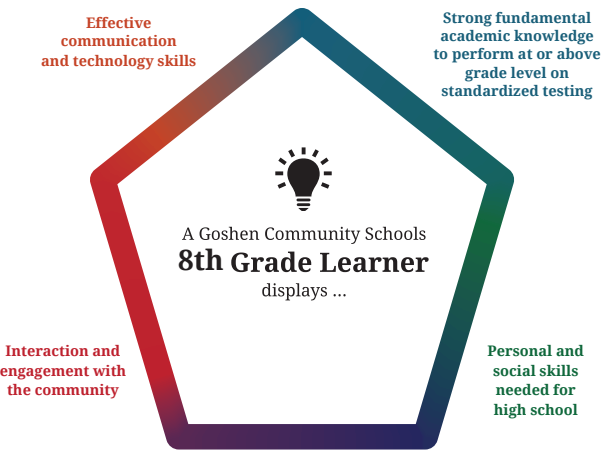 Effective
communication
and technology skills
Strong fundamental
academic knowledge
to perform at or above
grade level on
standardized testing
A Goshen Community Schools
8th Grade Learner
displays ...
Interaction and
engagement with
the community
Personal and
social skills
needed for
high school